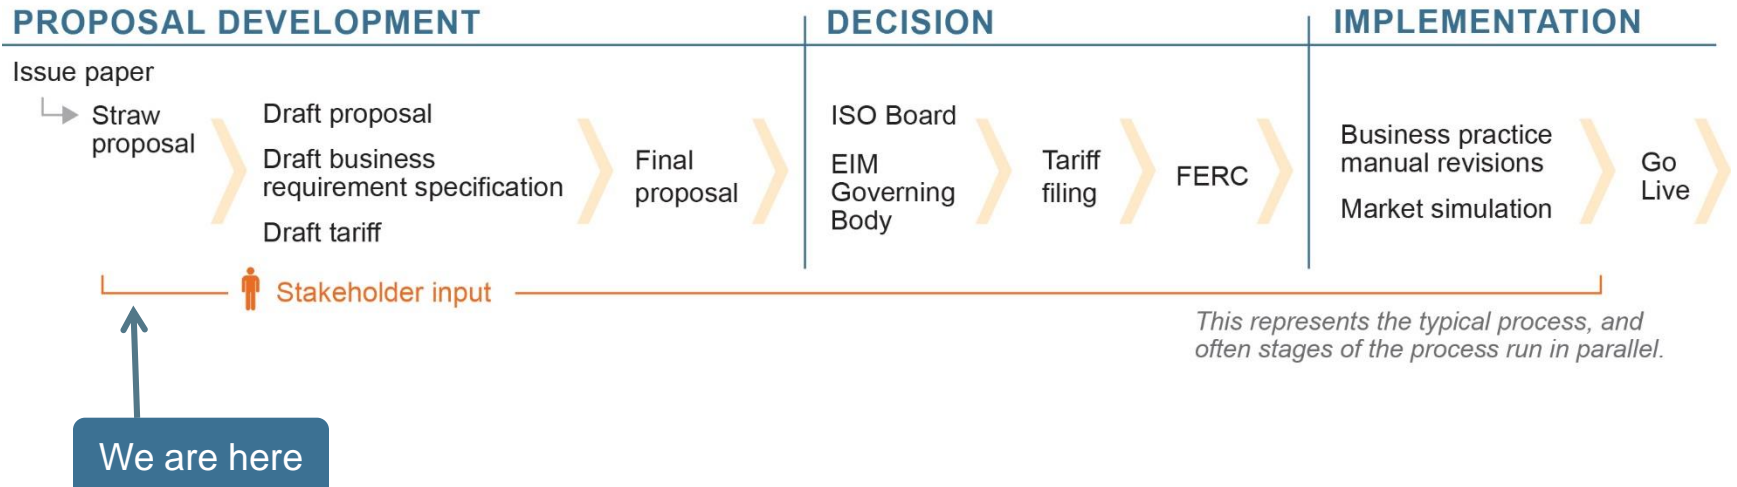 PROPOSAL DEVELOPMENT
DECISION
IMPLEMENTATION
Issue paper
Straw
proposal
Draft proposal
Draft business
requirement specification
Draft tariff
Final
proposal
ISO Board
EIM
Governing
Body
Tariff
filing
FERC
Business practice
manual revisions
Market simulation
Go
Live
Stakeholder input
This represents the typical process, and
often stages of the process run in parallel.
We are here